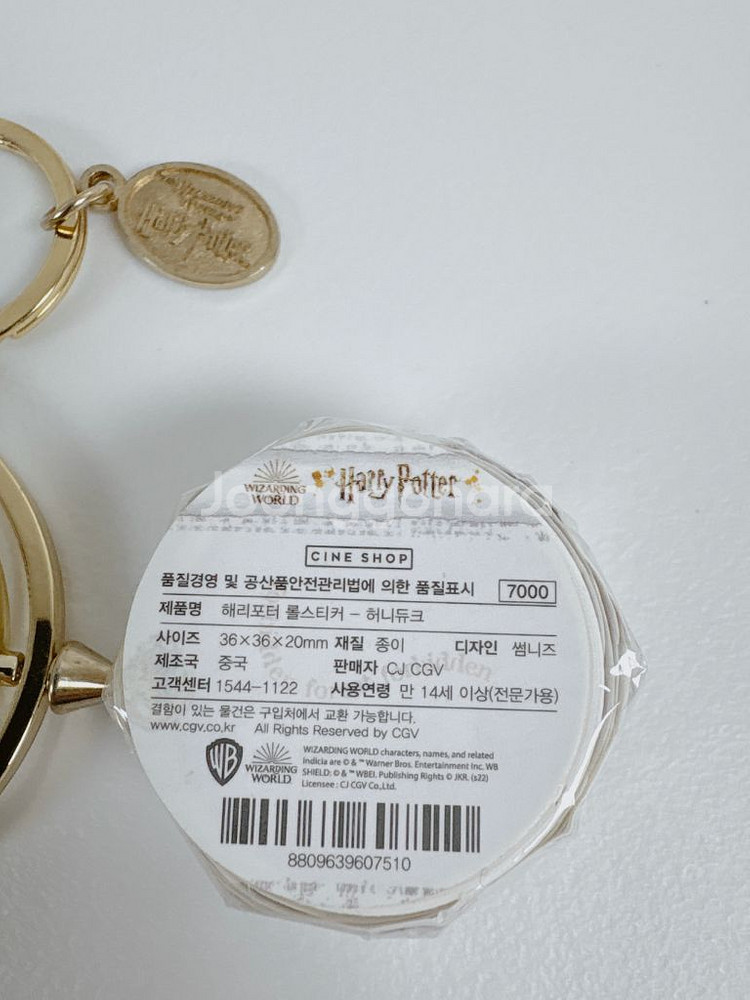 WIZARDING
WORLD
Harry Potter
Harry Potter
Joonggonara
CINE SHOP
품질경영 및 공산품안전관리법에 의한 품질표시 7000
제품명 해리포터 롤스티커 – 허니듀크
사이즈 36×36×20mm 재질 종이 디자인 썸니즈
제조국 중국 판매자 CJ CGV
고객센터 1544-1122 사용연령 만 14세 이상(전문가용)
결함이 있는 물건은 구입처에서 교환 가능합니다.
www.cgv.co.kr All Rights Reserved by CGV
WB
WIZARDING
WORLD
WIZARDING WORLD characters, names, and related
indicia are © & ™ Warner Bros. Entertainment Inc. WB
SHIELD: © & ™ WBEI. Publishing Rights © JKR. (s22)
Licensee : CJ CGV Co.,Ltd.
8809639607510